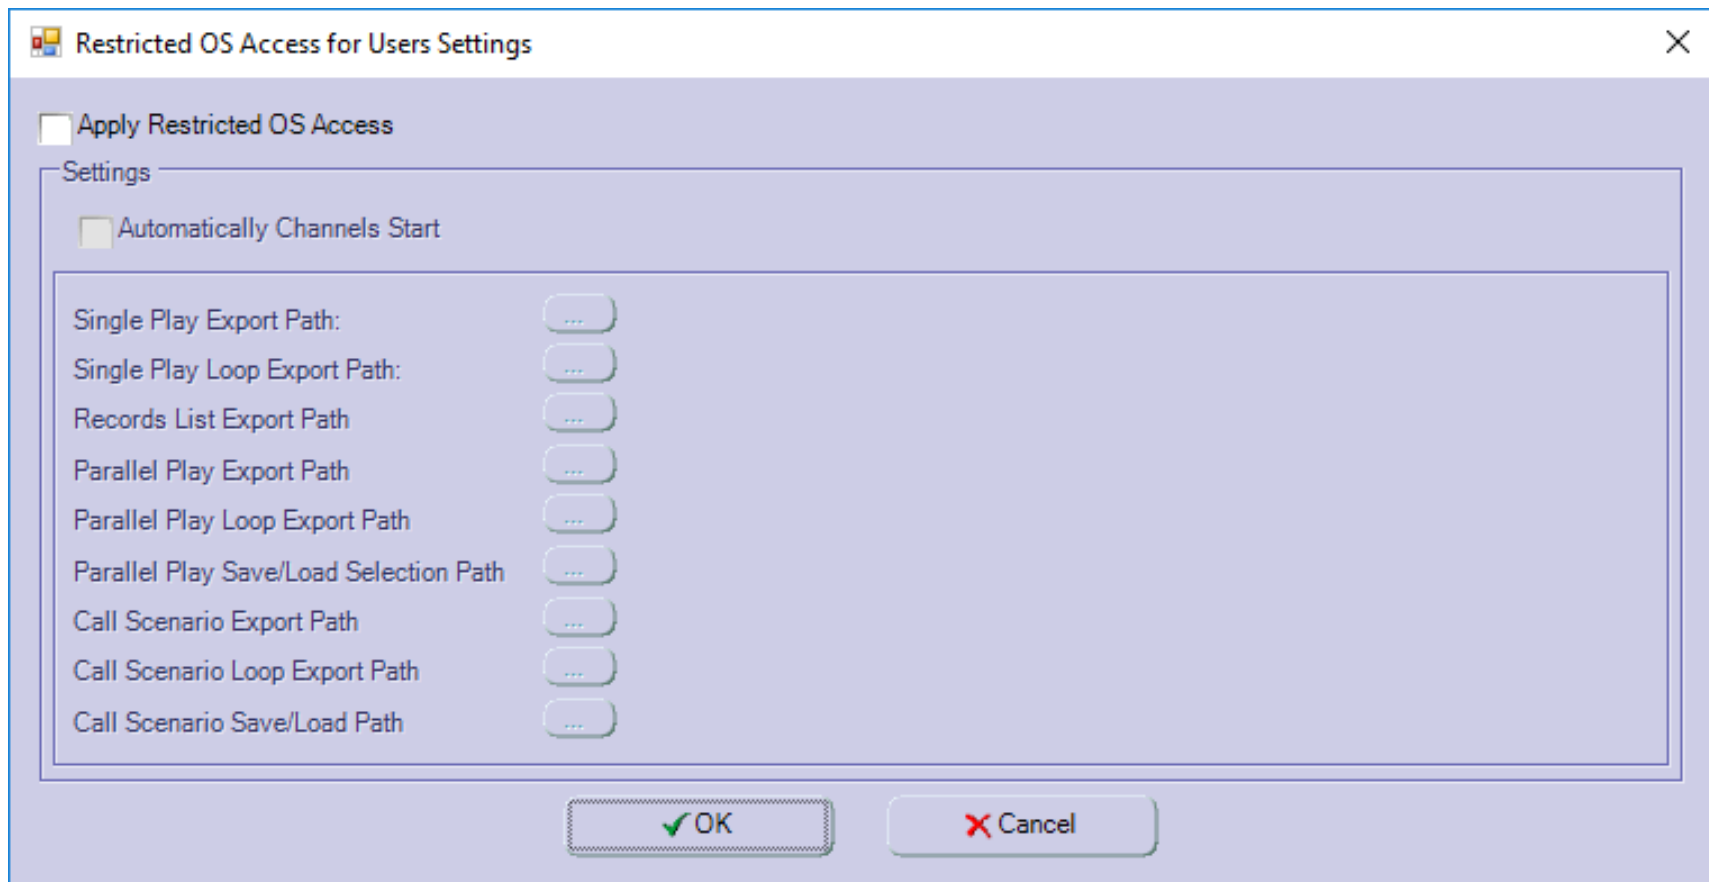 Restricted OS Access for Users Settings
Apply Restricted OS Access
Settings
Automatically Channels Start
Single Play Export Path: ...
Single Play Loop Export Path: ...
Records List Export Path ...
Parallel Play Export Path ...
Parallel Play Loop Export Path ...
Parallel Play Save/Load Selection Path ...
Call Scenario Export Path ...
Call Scenario Loop Export Path ...
Call Scenario Save/Load Path ...
OK Cancel